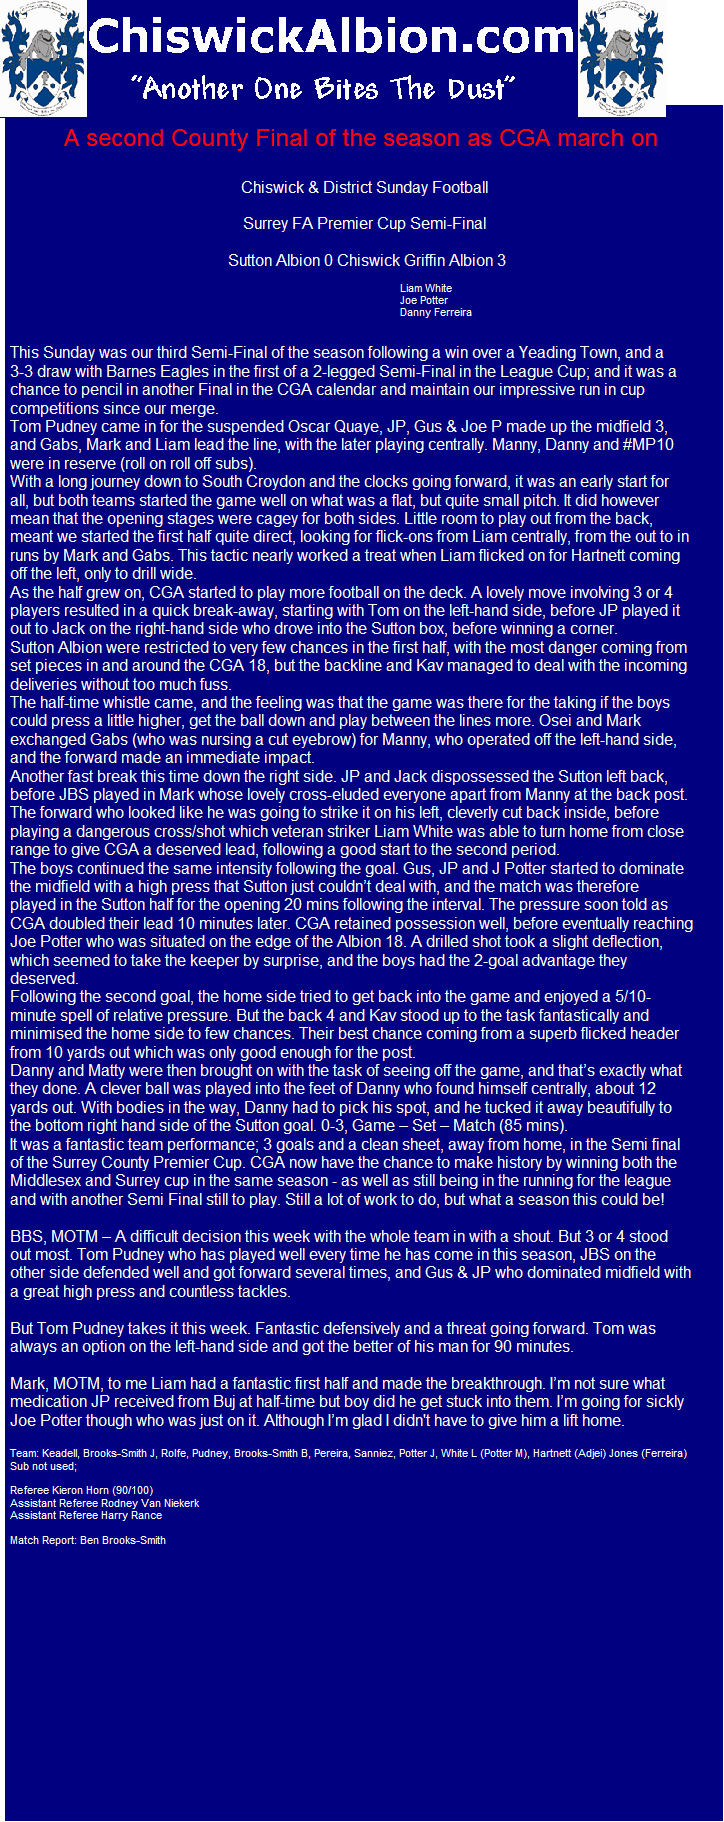 ChiswickAlbion.com
"Another One Bites The Dust"
A second County Final of the season as CGA march on
Chiswick & District Sunday Football
Surrey FA Premier Cup Semi-Final
Sutton Albion 0 Chiswick Griffin Albion 3
Liam White
Joe Potter
Danny Ferreira
This Sunday was our third Semi-Final of the season following a win over a Yeading Town, and a
3-3 draw with Barnes Eagles in the first of a 2-legged Semi-Final in the League Cup; and it was a
chance to pencil in another Final in the CGA calendar and maintain our impressive run in cup
competitions since our merge.
Tom Pudney came in for the suspended Oscar Quaye, JP, Gus & Joe P made up the midfield 3,
and Gabs, Mark and Liam lead the line, with the later playing centrally. Manny, Danny and #MP10
were in reserve (roll on roll off subs).
With a long journey down to South Croydon and the clocks going forward, it was an early start for
all, but both teams started the game well on what was a flat, but quite small pitch. It did however
mean that the opening stages were cagey for both sides. Little room to play out from the back,
meant we started the first half quite direct, looking for flick-ons from Liam centrally, from the out to in
runs by Mark and Gabs. This tactic nearly worked a treat when Liam flicked on for Hartnett coming
off the left, only to drill wide.
As the half grew on, CGA started to play more football on the deck. A lovely move involving 3 or 4
players resulted in a quick break-away, starting with Tom on the left-hand side, before JP played it
out to Jack on the right-hand side who drove into the Sutton box, before winning a corner.
Sutton Albion were restricted to very few chances in the first half, with the most danger coming from
set pieces in and around the CGA 18, but the backline and Kav managed to deal with the incoming
deliveries without too much fuss.
The half-time whistle came, and the feeling was that the game was there for the taking if the boys
could press a little higher, get the ball down and play between the lines more. Osei and Mark
exchanged Gabs (who was nursing a cut eyebrow) for Manny, who operated off the left-hand side,
and the forward made an immediate impact.
Another fast break this time down the right side. JP and Jack dispossessed the Sutton left back,
before JBS played in Mark whose lovely cross-eluded everyone apart from Manny at the back post.
The forward who looked like he was going to strike it on his left, cleverly cut back inside, before
playing a dangerous cross/shot which veteran striker Liam White was able to turn home from close
range to give CGA a deserved lead, following a good start to the second period.
The boys continued the same intensity following the goal. Gus, JP and J Potter started to dominate
the midfield with a high press that Sutton just couldn't deal with, and the match was therefore
played in the Sutton half for the opening 20 mins following the interval. The pressure soon told as
CGA doubled their lead 10 minutes later. CGA retained possession well, before eventually reaching
Joe Potter who was situated on the edge of the Albion 18. A drilled shot took a slight deflection,
which seemed to take the keeper by surprise, and the boys had the 2-goal advantage they
deserved.
Following the second goal, the home side tried to get back into the game and enjoyed a 5/10-
minute spell of relative pressure. But the back 4 and Kav stood up to the task fantastically and
minimised the home side to few chances. Their best chance coming from a superb flicked header
from 10 yards out which was only good enough for the post.
Danny and Matty were then brought on with the task of seeing off the game, and that's exactly what
they done. A clever ball was played into the feet of Danny who found himself centrally, about 12
yards out. With bodies in the way, Danny had to pick his spot, and he tucked it away beautifully to
the bottom right hand side of the Sutton goal. 0-3, Game – Set – Match (85 mins).
It was a fantastic team performance; 3 goals and a clean sheet, away from home, in the Semi final
of the Surrey County Premier Cup. CGA now have the chance to make history by winning both the
Middlesex and Surrey cup in the same season - as well as still being in the running for the league
and with another Semi Final still to play. Still a lot of work to do, but what a season this could be!
BBS, MOTM – A difficult decision this week with the whole team in with a shout. But 3 or 4 stood
out most. Tom Pudney who has played well every time he has come in this season, JBS on the
other side defended well and got forward several times, and Gus & JP who dominated midfield with
a great high press and countless tackles.
But Tom Pudney takes it this week. Fantastic defensively and a threat going forward. Tom was
always an option on the left-hand side and got the better of his man for 90 minutes.
Mark, MOTM, to me Liam had a fantastic first half and made the breakthrough. I'm not sure what
medication JP received from Buj at half-time but boy did he get stuck into them. I'm going for sickly
Joe Potter though who was just on it. Although I'm glad I didn't have to give him a lift home.
Team: Keadell, Brooks-Smith J, Rolfe, Pudney, Brooks-Smith B, Pereira, Sanniez, Potter J, White L (Potter M), Hartnett (Adjei) Jones (Ferreira)
Sub not used;
Referee Kieron Horn (90/100)
Assistant Referee Rodney Van Niekerk
Assistant Referee Harry Rance
Match Report: Ben Brooks-Smith